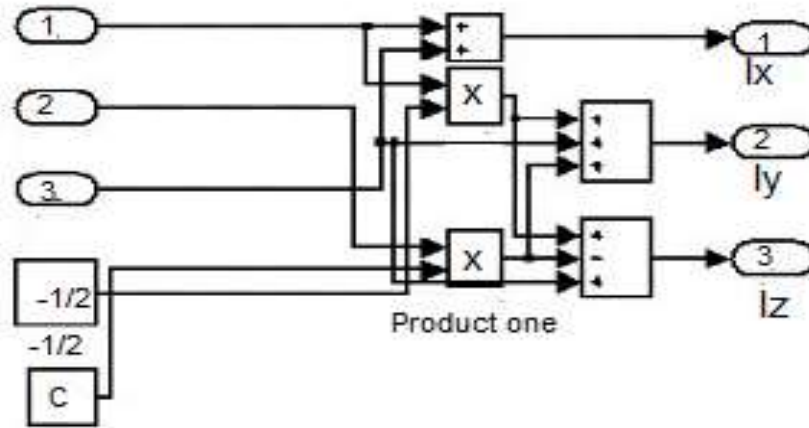 1
2
3
-1/2
-1/2
C
+
+
X
X
Product one
+
+
+
+
-
+
1
Ix
2
Iy
3
Iz